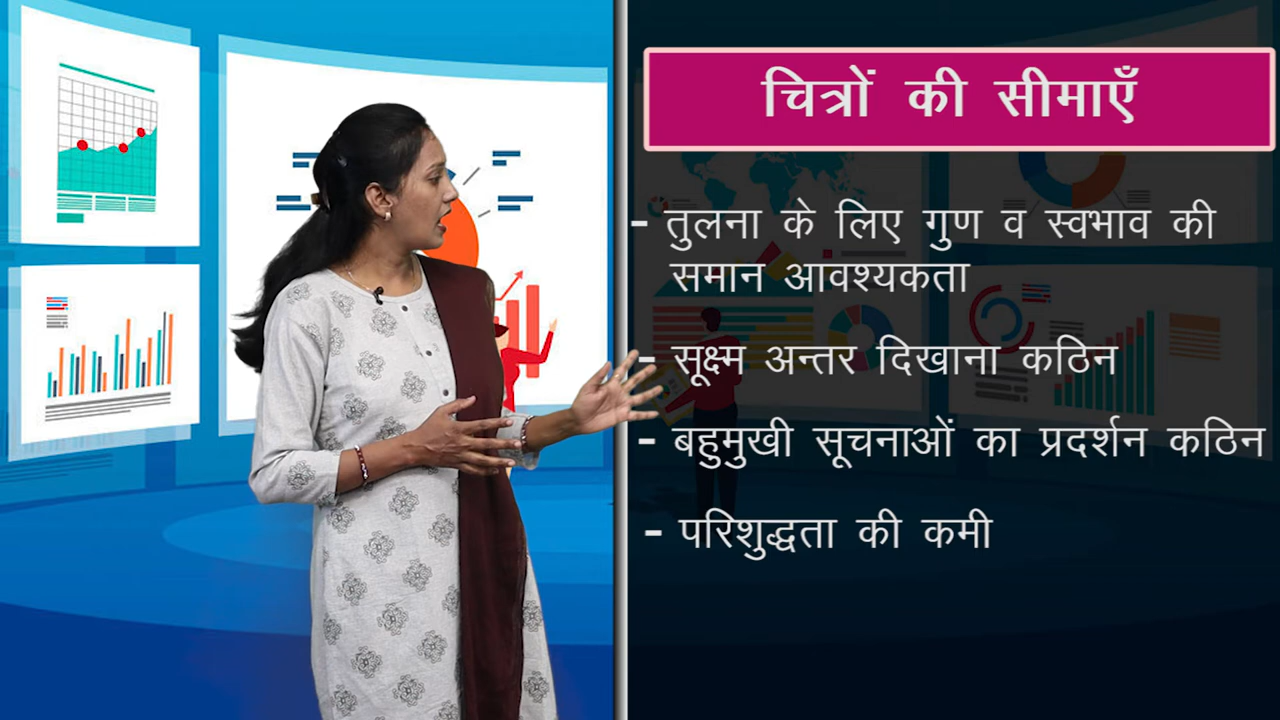 चित्रों की सीमाएँ
- तुलना के लिए गुण व स्वभाव की
समान आवश्यकता
- सूक्ष्म अन्तर दिखाना कठिन
- बहुमुखी सूचनाओं का प्रदर्शन कठिन
- परिशुद्धता की कमी